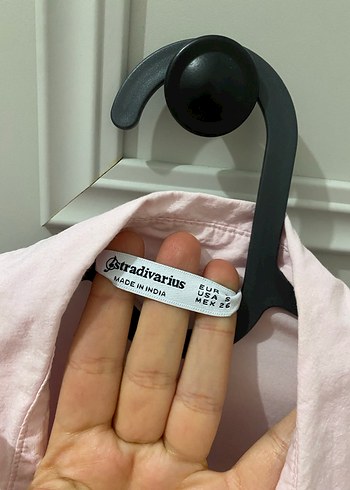 stradivarius
MADE IN INDIA
EUR
USA S
MEX 26